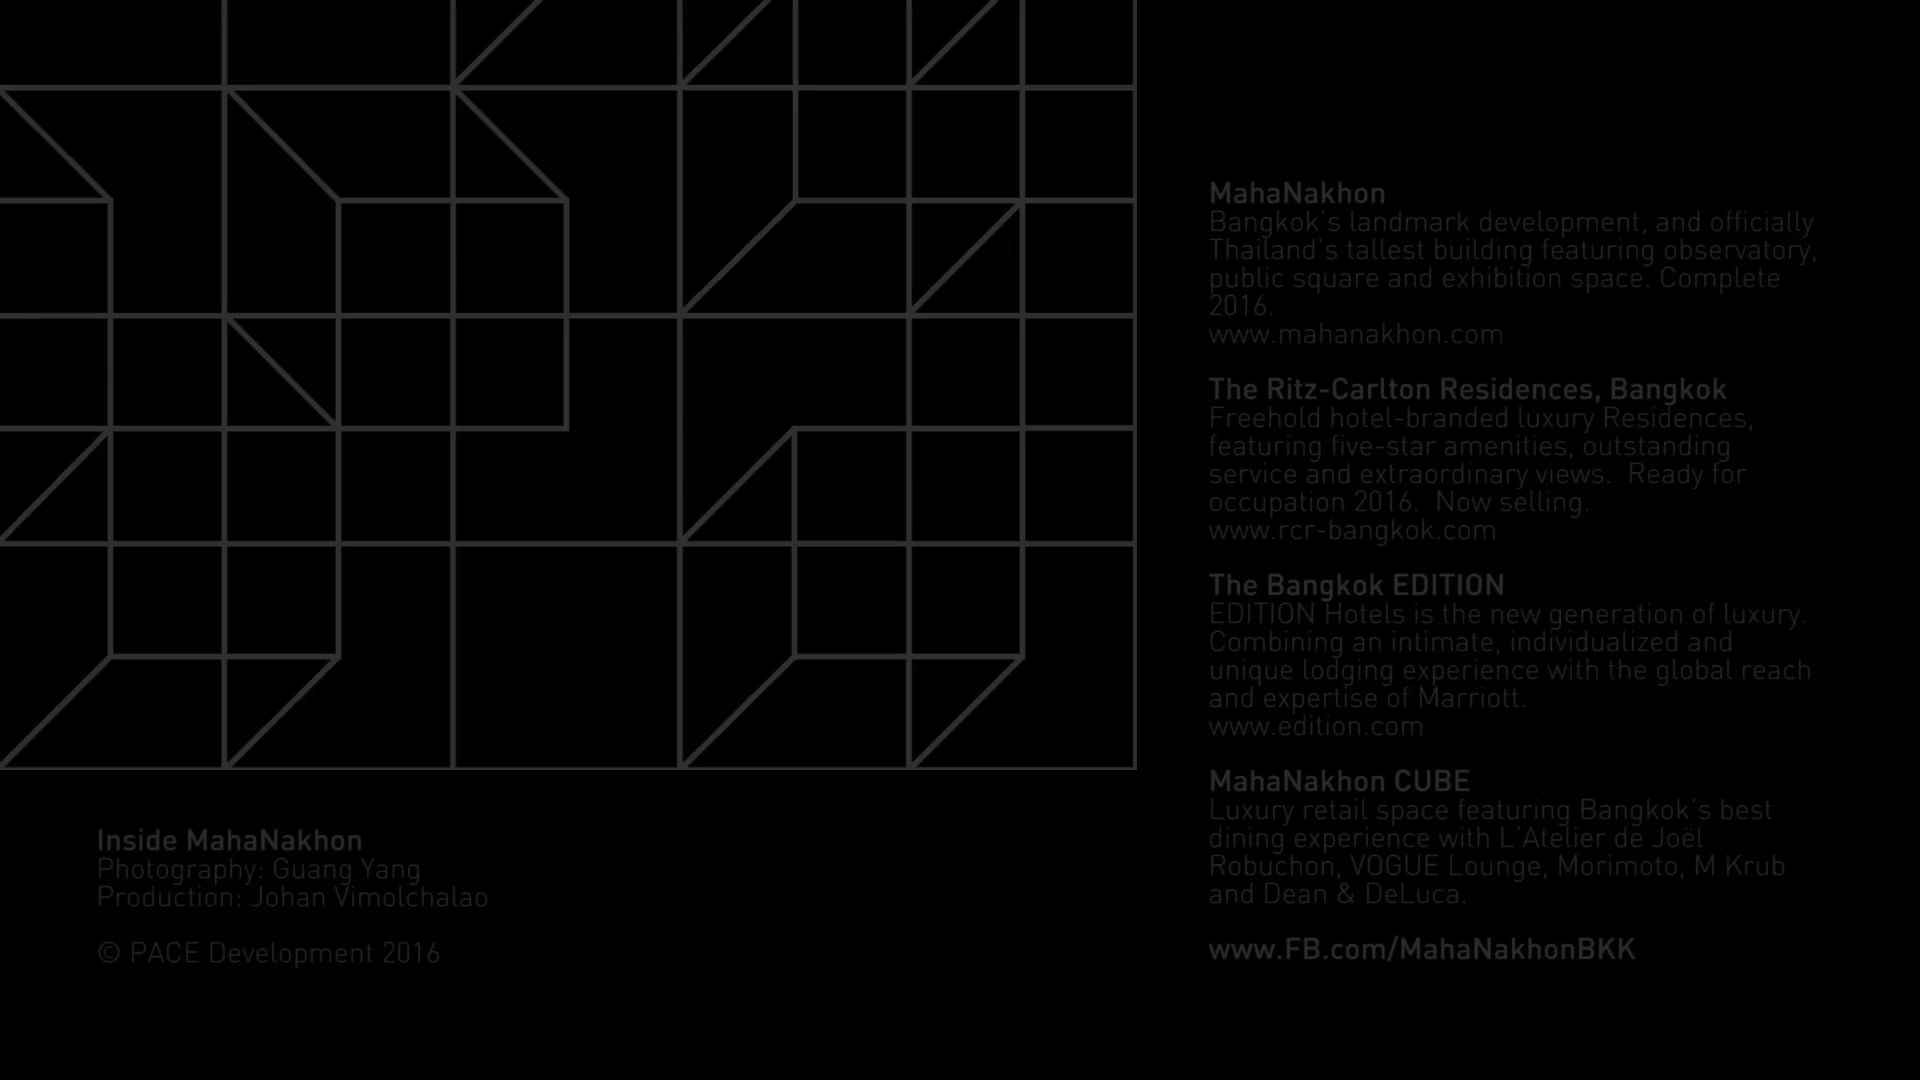 MahaNakhon
Bangkok's landmark development, and officially
Thailand's tallest building featuring observatory,
public square and exhibition space. Complete
2016.
www.mahanakhon.com
The Ritz-Carlton Residences, Bangkok
Freehold hotel-branded luxury Residences,
featuring five-star amenities, outstanding
service and extraordinary views.  Ready for
occupation 2016.  Now selling.
www.rcr-bangkok.com
The Bangkok EDITION
EDITION Hotels is the new generation of luxury.
Combining an intimate, individualized and
unique lodging experience with the global reach
and expertise of Marriott.
www.edition.com
MahaNakhon CUBE
Luxury retail space featuring Bangkok's best
dining experience with L'Atelier de Joël
Robuchon, VOGUE Lounge, Morimoto, M Krub
and Dean & DeLuca.
www.FB.com/MahaNakhonBKK
Inside MahaNakhon
Photography: Guang Yang
Production: Johan Vimolchalao
© PACE Development 2016